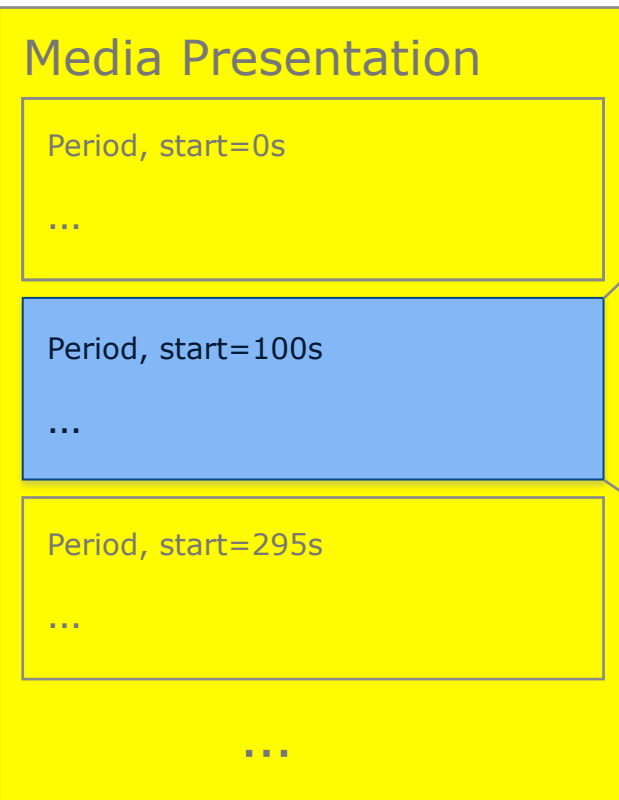 Media Presentation
Period, start=0s
...
Period, start=100s
...
Period, start=295s
...
...